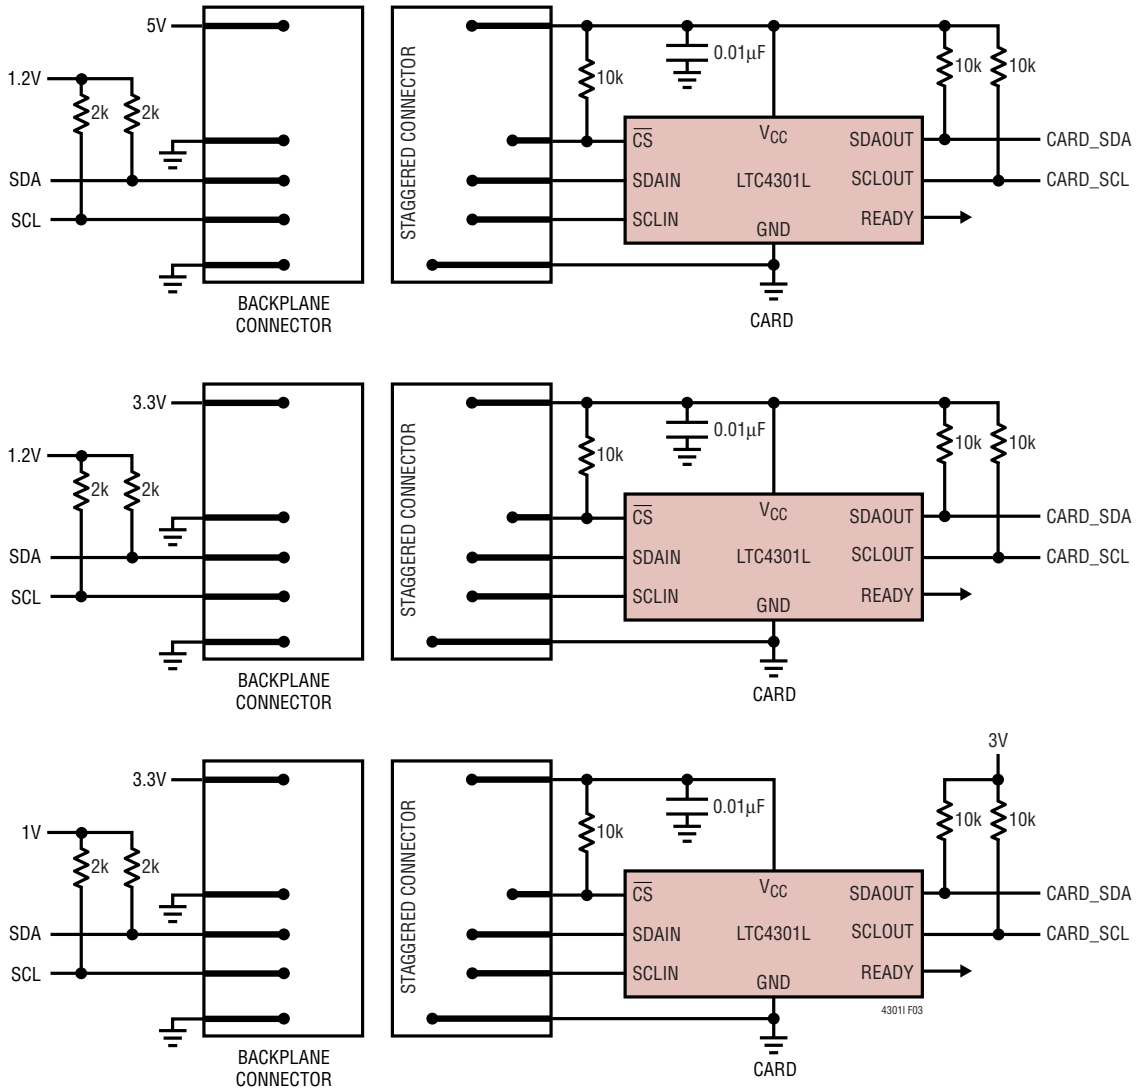 5V
1.2V
2k
2k
SDA
SCL
BACKPLANE
CONNECTOR
STAGGERED CONNECTOR
10k
0.01µF
10k
10k
CS
VCC
SDAOUT
CARD_SDA
SDAIN
LTC4301L
SCLOUT
CARD_SCL
SCLIN
GND
READY
CARD
3.3V
1.2V
2k
2k
SDA
SCL
BACKPLANE
CONNECTOR
STAGGERED CONNECTOR
10k
0.01µF
10k
10k
CS
VCC
SDAOUT
CARD_SDA
SDAIN
LTC4301L
SCLOUT
CARD_SCL
SCLIN
GND
READY
CARD
3.3V
1V
2k
2k
SDA
SCL
BACKPLANE
CONNECTOR
STAGGERED CONNECTOR
10k
0.01µF
3V
10k
10k
CS
VCC
SDAOUT
CARD_SDA
SDAIN
LTC4301L
SCLOUT
CARD_SCL
SCLIN
GND
READY
4301l F03
CARD